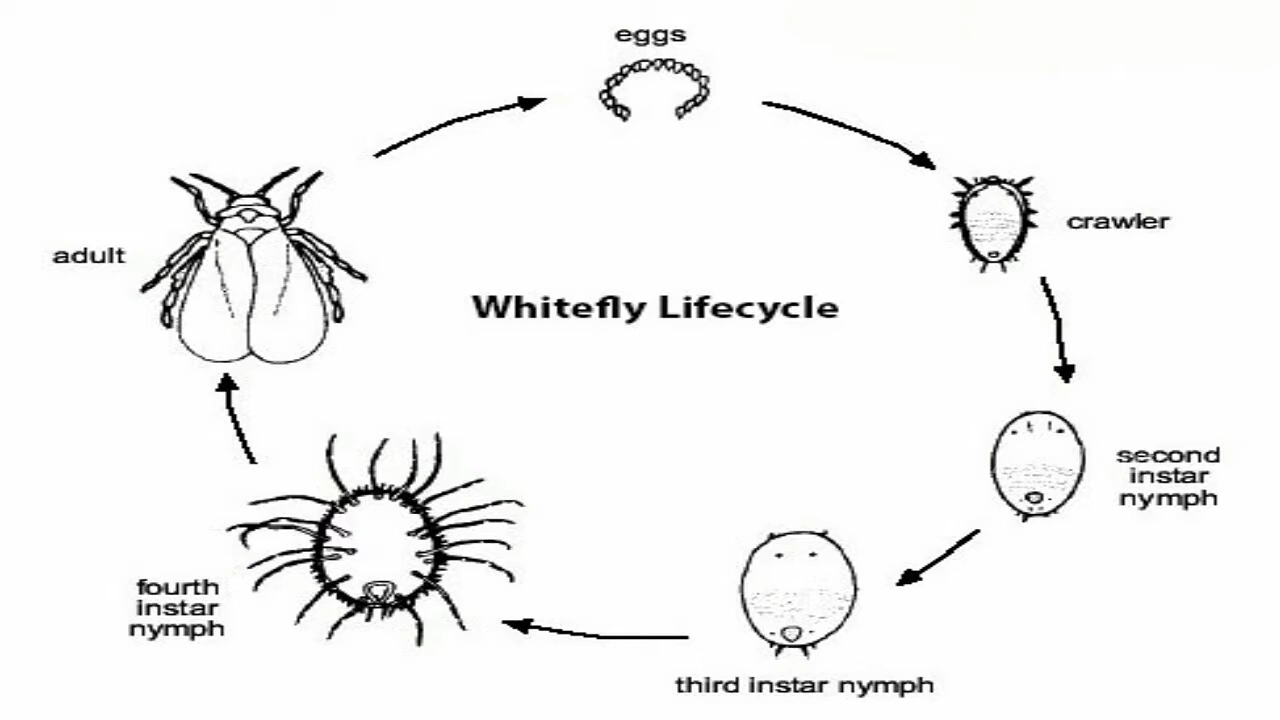 eggs
crawler
adult
Whitefly Lifecycle
second
instar
nymph
fourth
instar
nymph
third instar nymph